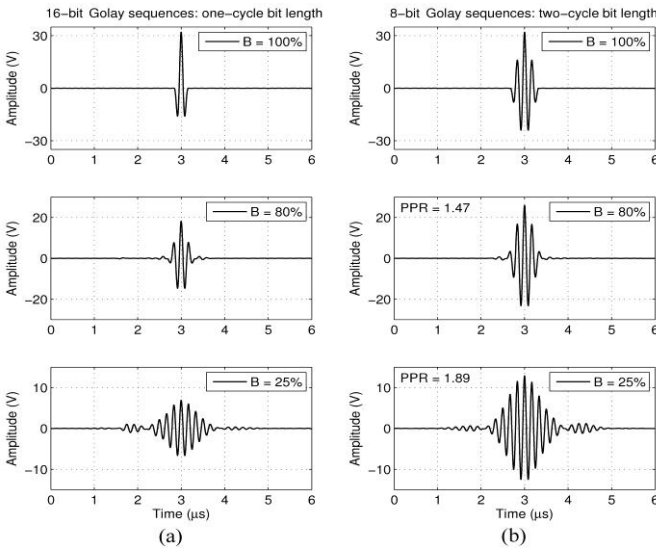 16-bit Golay sequences: one-cycle bit length
8-bit Golay sequences: two-cycle bit length
Amplitude (V)
30
0
−30
B = 100%
0 1 2 3 4 5 6
Amplitude (V)
30
0
−30
B = 100%
0 1 2 3 4 5 6
Amplitude (V)
20
0
−20
B = 80%
0 1 2 3 4 5 6
Amplitude (V)
20
0
−20
PPR = 1.47
B = 80%
0 1 2 3 4 5 6
Amplitude (V)
10
0
−10
B = 25%
0 1 2 3 4 5 6
Time (μs)
(a)
Amplitude (V)
10
0
−10
PPR = 1.89
B = 25%
0 1 2 3 4 5 6
Time (μs)
(b)